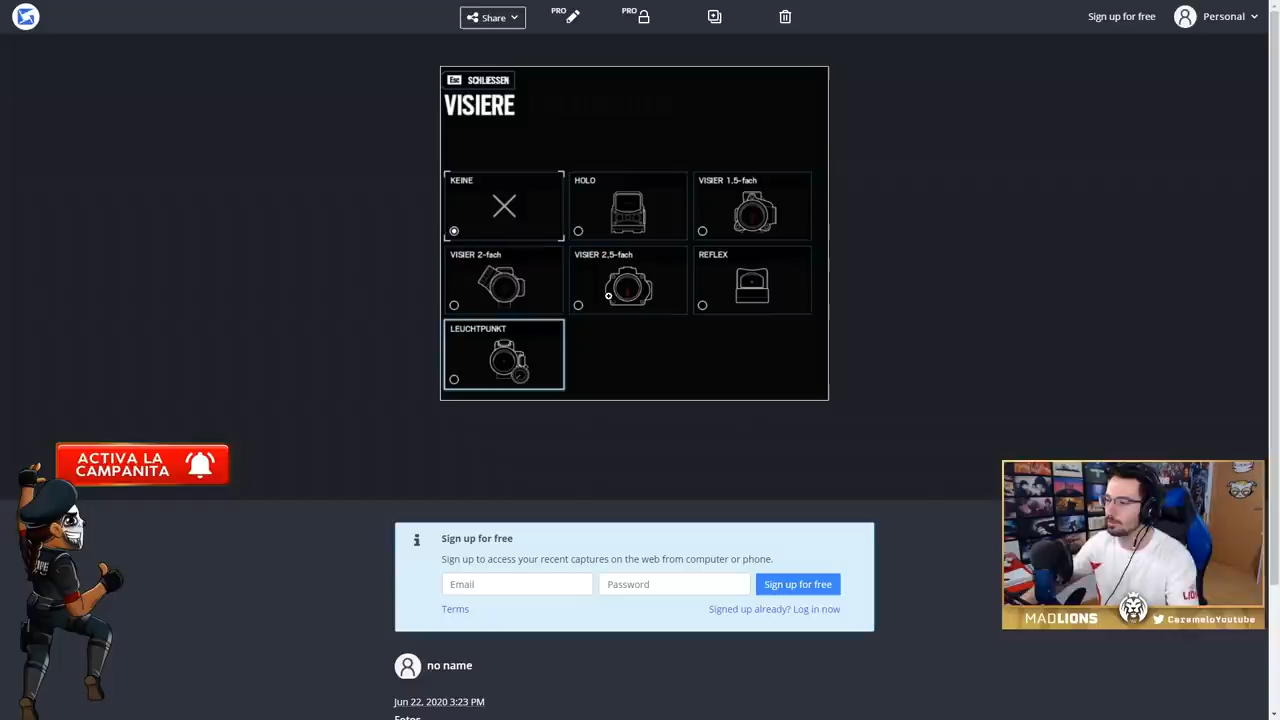 Share
PRO
PRO
Sign up for free
Personal
Esc SCHLIESSEN
VISIERE
KEINE
HOLO
VISIER 1.5-fach
VISIER 2-fach
VISIER 2,5-fach
REFLEX
LEUCHTPUNKT
ACTIVA LA
CAMPANITA
Sign up for free
Sign up to access your recent captures on the web from computer or phone.
Email
Password
Sign up for free
Terms
Signed up already? Log in now
MADLIONS
CarameloYoutube
no name
Jun 22, 2020 3:23 PM
Fotos